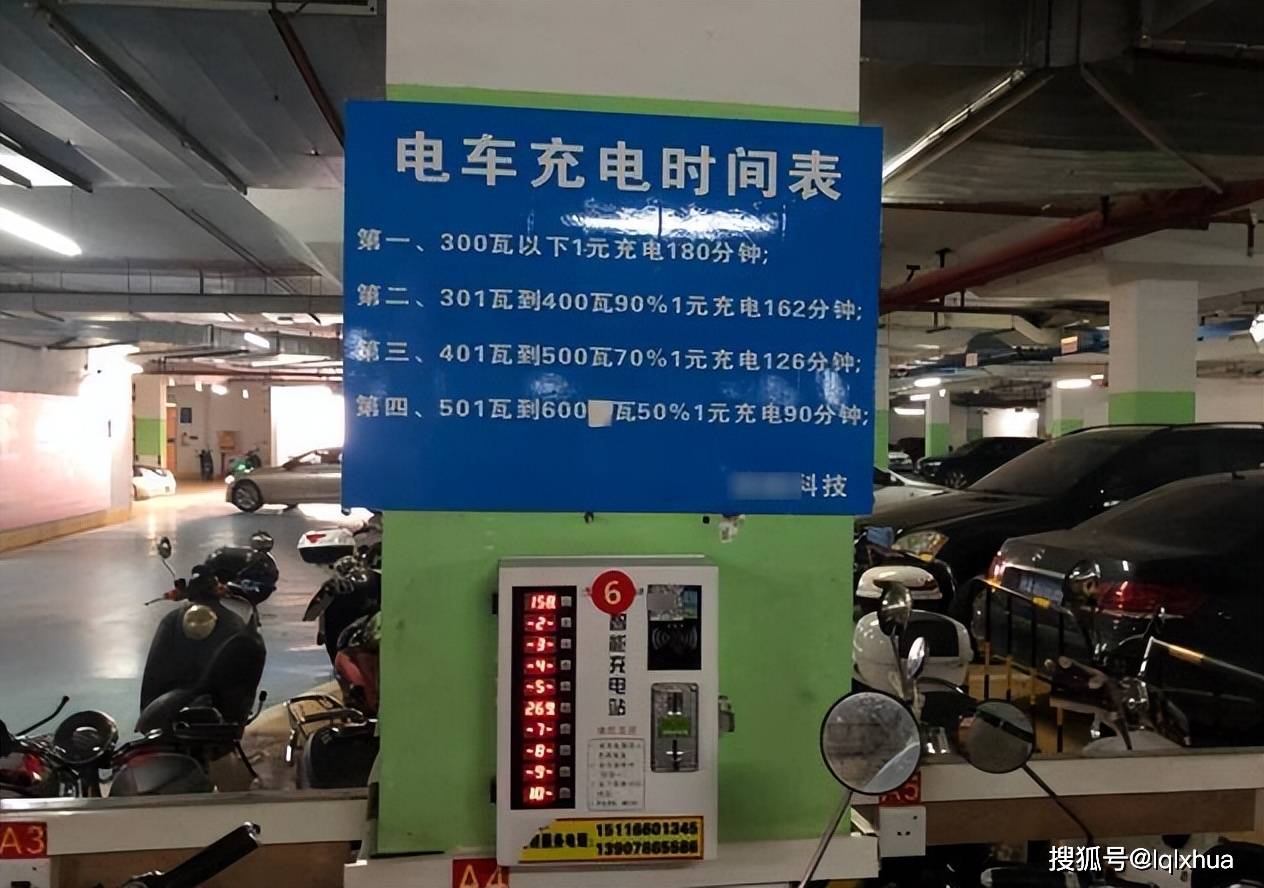 电车充电时间表
第一、300瓦以下1元充电180分钟;
第二、301瓦到400瓦90%1元充电162分钟;
第三、401瓦到500瓦70%1元充电126分钟;
第四、501瓦到600瓦50%1元充电90分钟;
科技
6
智能充电站
158
-2-
-3-
-4-
-5-
269
-7-
-8-
-9-
10-
服务电话:
15116601345
13907865586
A3
A4
A5
搜狐号@lqlxhua